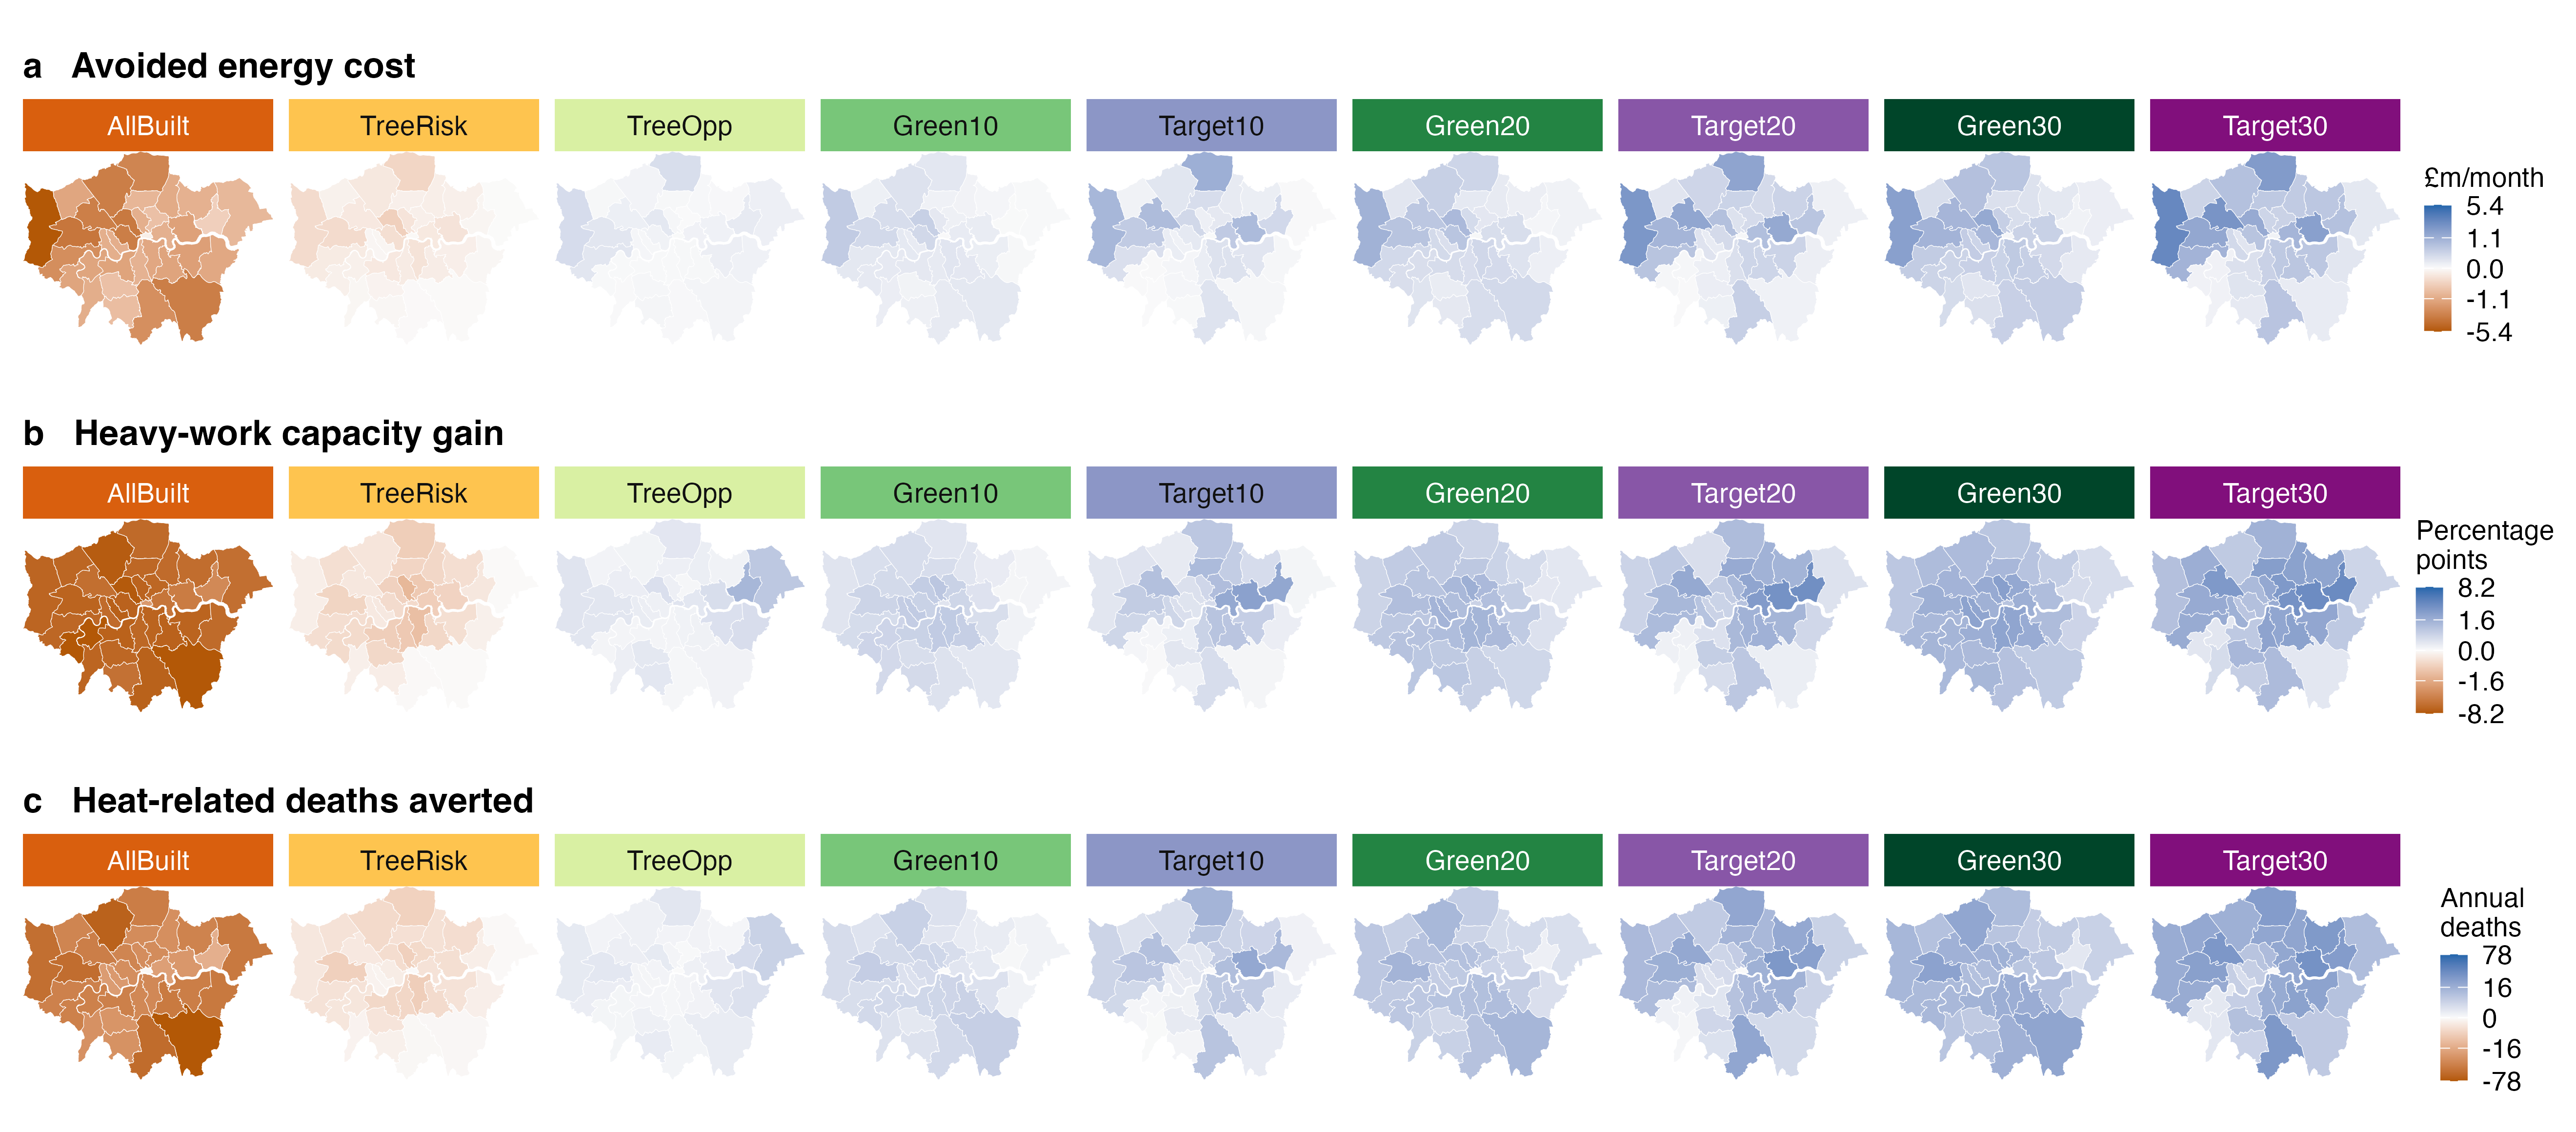 a Avoided energy cost
AllBuilt TreeRisk TreeOpp Green10 Target10 Green20 Target20 Green30 Target30
£m/month
5.4
1.1
0.0
-1.1
-5.4
b Heavy-work capacity gain
AllBuilt TreeRisk TreeOpp Green10 Target10 Green20 Target20 Green30 Target30
Percentage
points
8.2
1.6
0.0
-1.6
-8.2
c Heat-related deaths averted
AllBuilt TreeRisk TreeOpp Green10 Target10 Green20 Target20 Green30 Target30
Annual
deaths
78
16
0
-16
-78